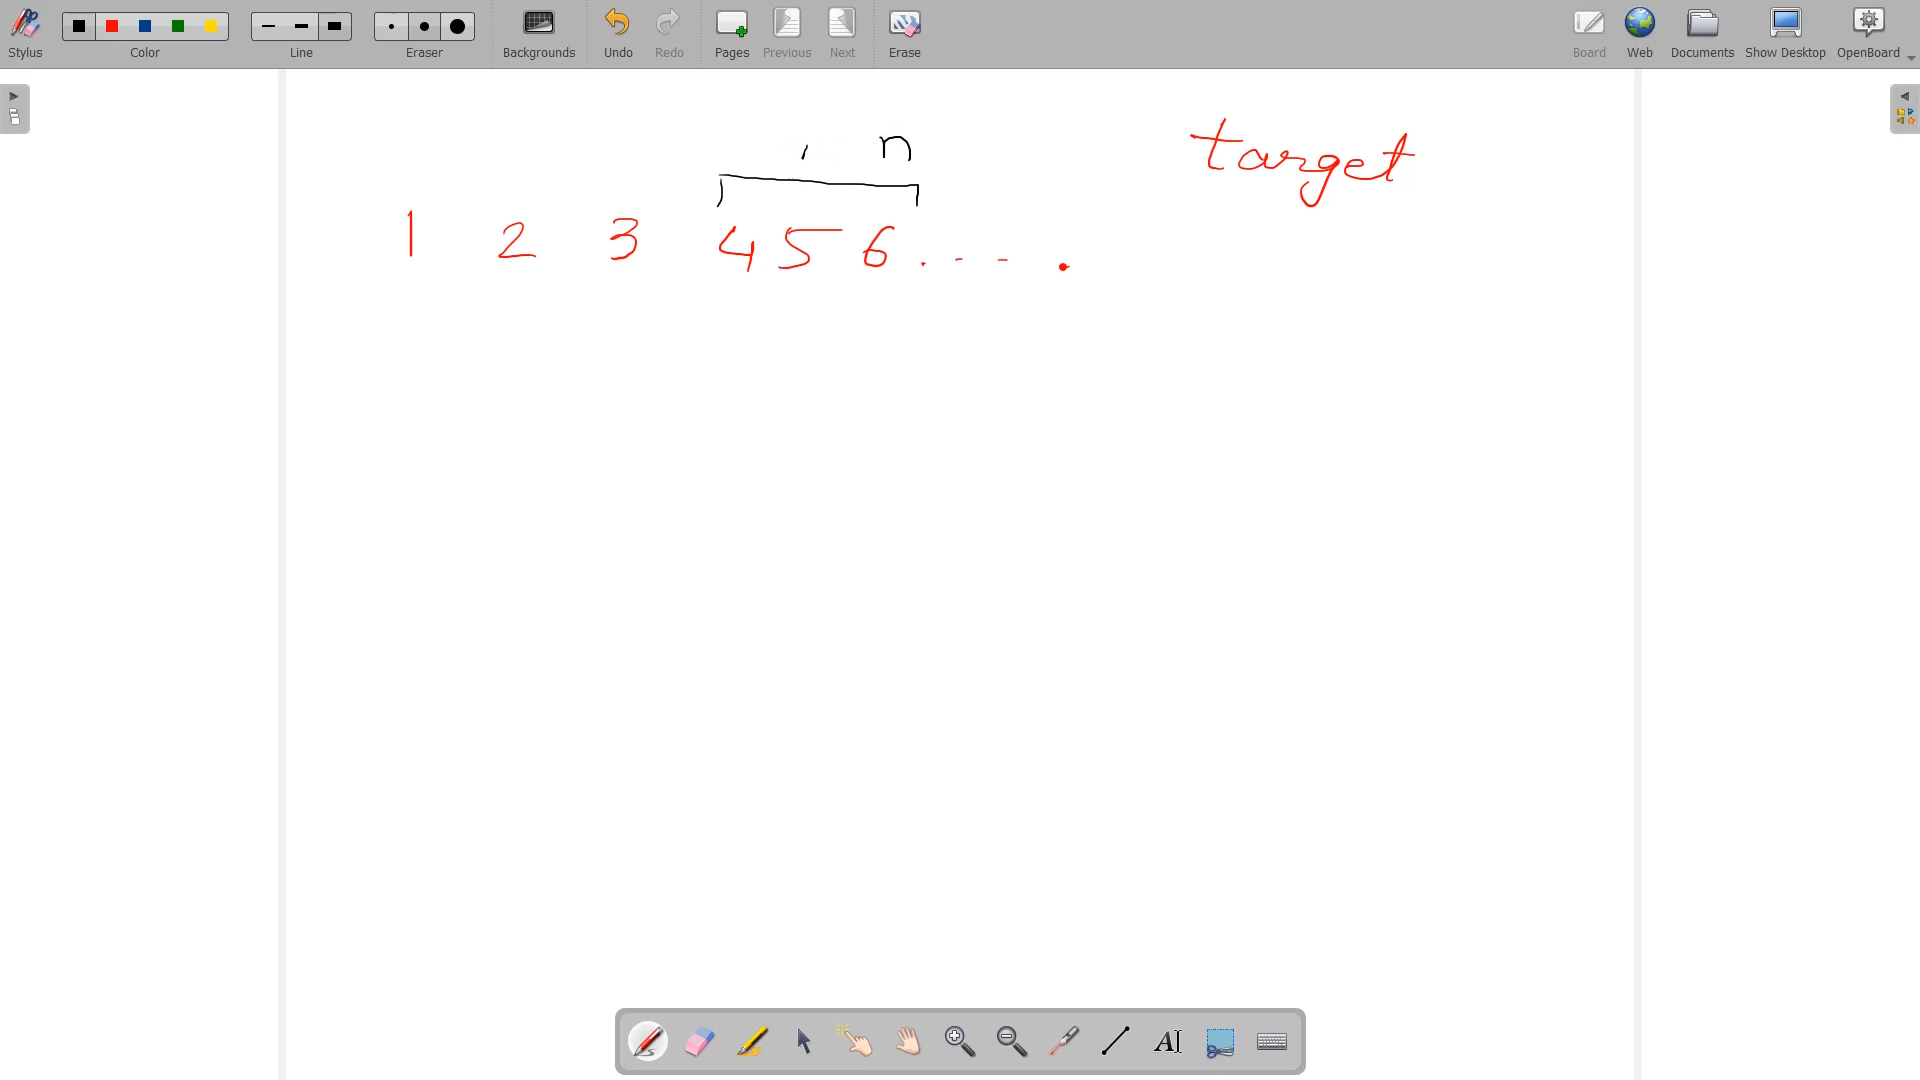 Stylus Color Line Eraser Backgrounds Undo Redo Pages Previous Next Erase Board Web Documents Show Desktop OpenBoard
n
target
1 2 3 4 5 6 . . . .